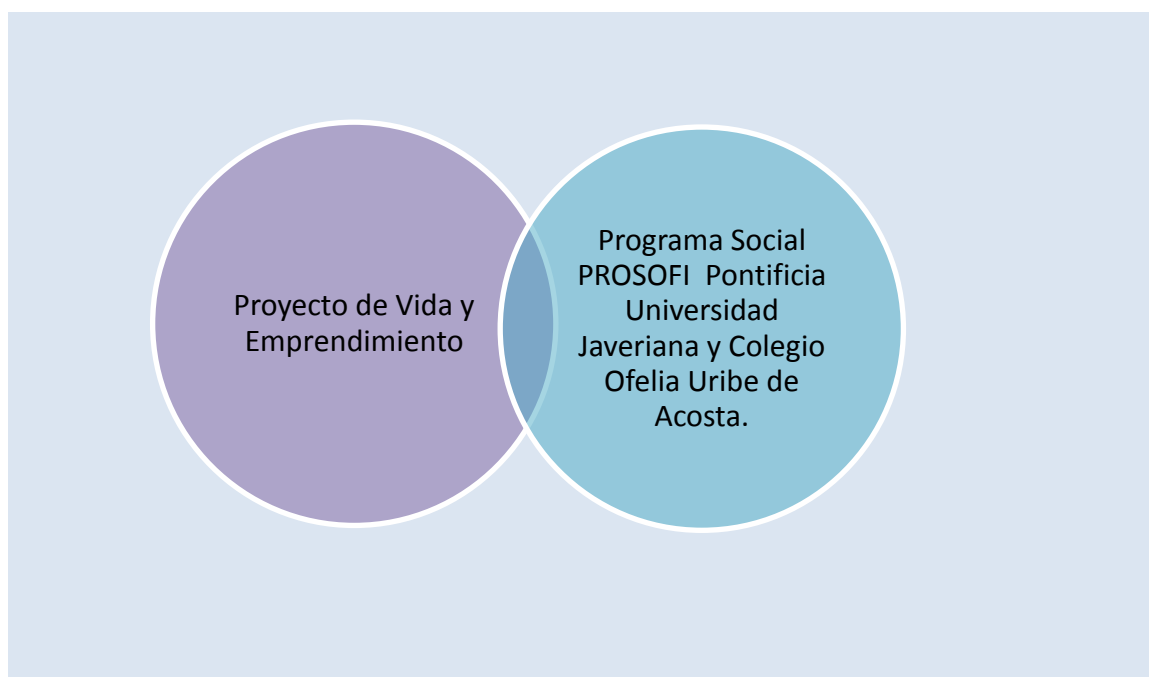 Proyecto de Vida y
Emprendimiento
Programa Social
PROSOFI  Pontificia
Universidad
Javeriana y Colegio
Ofelia Uribe de
Acosta.